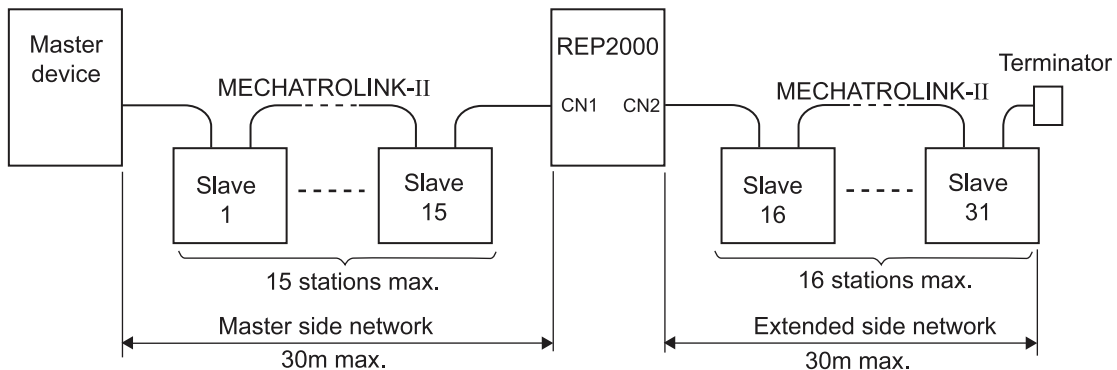 Master
device
MECHATROLINK-II
Slave
1
Slave
15
15 stations max.
Master side network
30m max.
REP2000
CN1 CN2
MECHATROLINK-II
Terminator
Slave
16
Slave
31
16 stations max.
Extended side network
30m max.